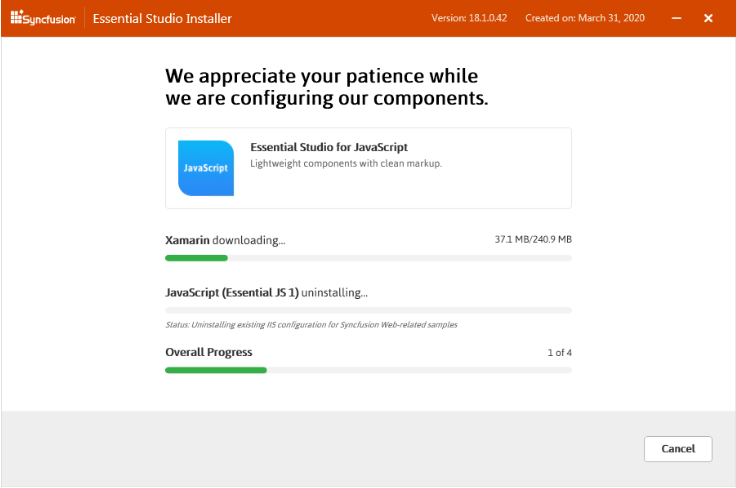 Syncfusion Essential Studio Installer Version: 18.1.0.42 Created on: March 31, 2020
We appreciate your patience while
we are configuring our components.
JavaScript
Essential Studio for JavaScript
Lightweight components with clean markup.
Xamarin downloading... 37.1 MB/240.9 MB
JavaScript (Essential JS 1) uninstalling...
Status: Uninstalling existing IIS configuration for Syncfusion Web-related samples
Overall Progress 1 of 4
Cancel